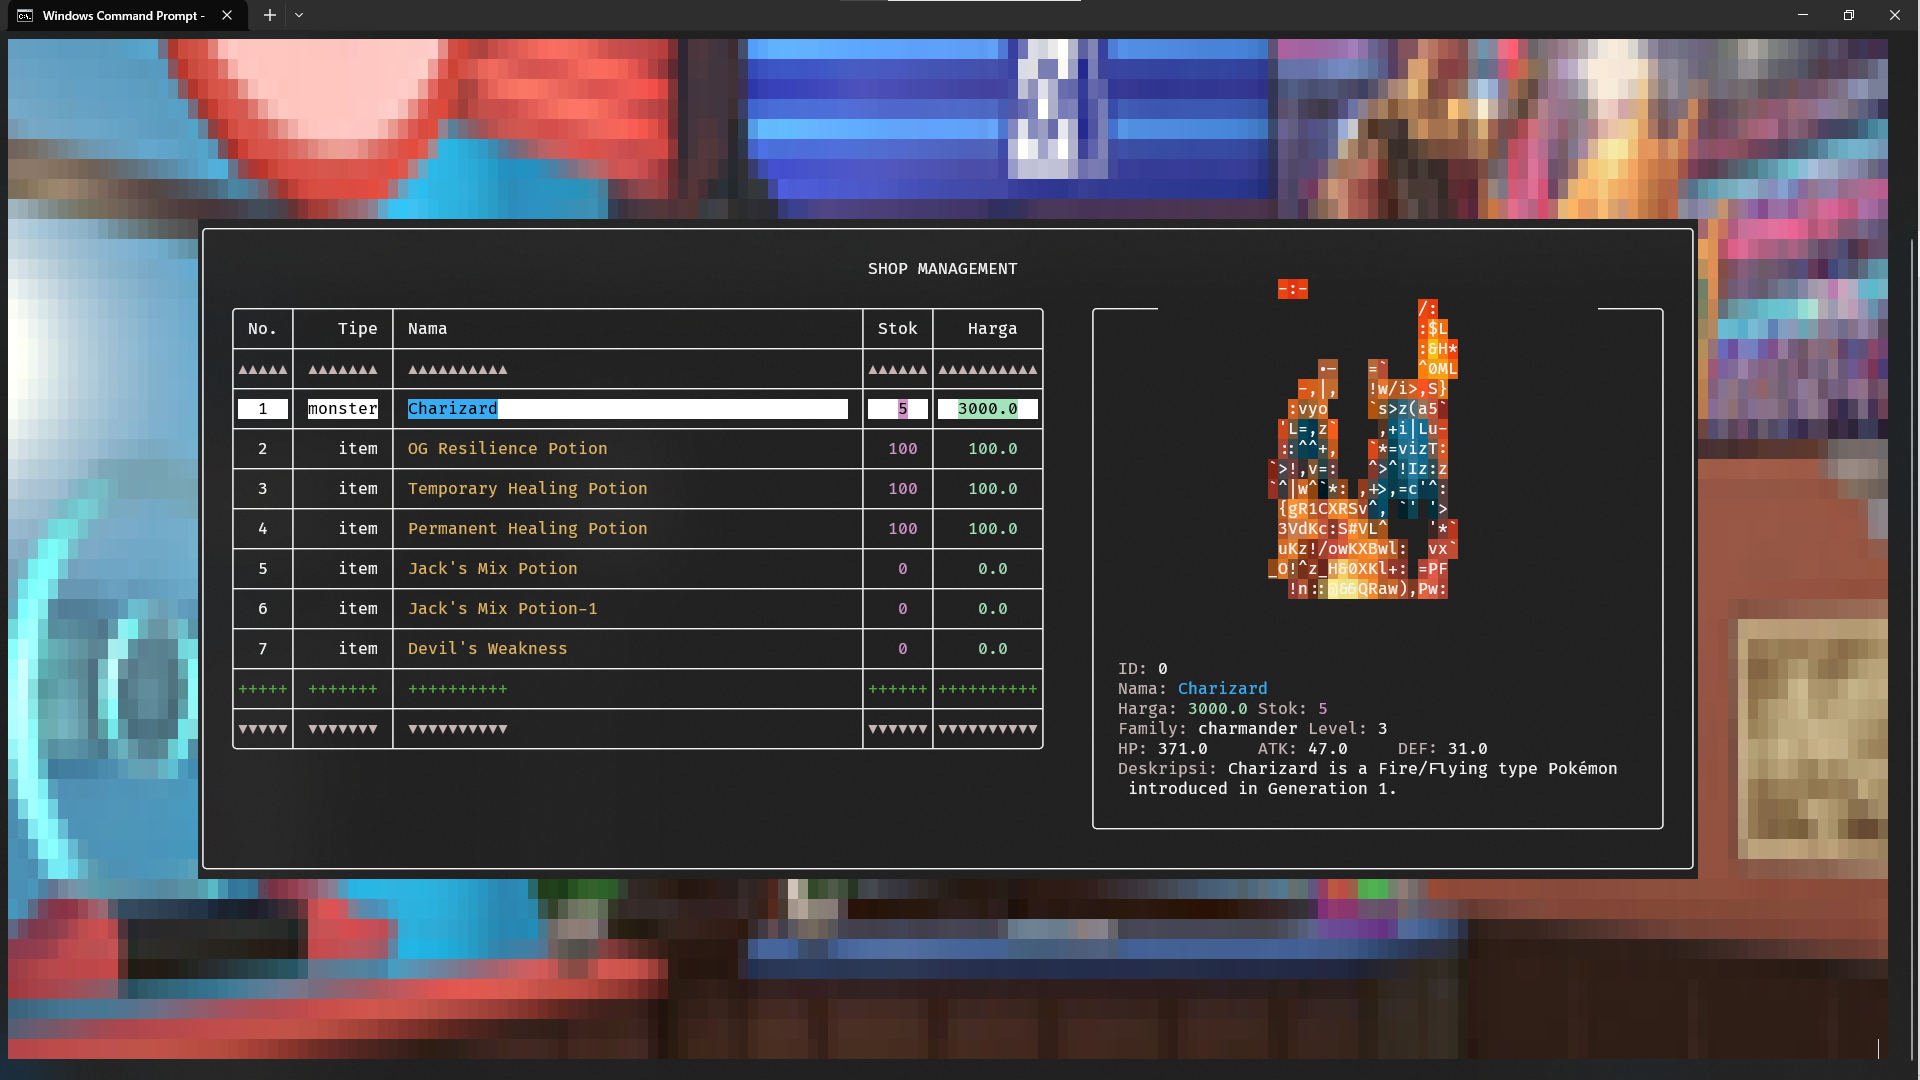 Windows Command Prompt -
SHOP MANAGEMENT
No. Tipe Nama Stok Harga
▲▲▲▲▲ ▲▲▲▲▲▲▲ ▲▲▲▲▲▲▲▲▲▲ ▲▲▲▲▲▲ ▲▲▲▲▲▲▲▲▲▲
1 monster Charizard 5 3000.0
2 item OG Resilience Potion 100 100.0
3 item Temporary Healing Potion 100 100.0
4 item Permanent Healing Potion 100 100.0
5 item Jack's Mix Potion 0 0.0
6 item Jack's Mix Potion-1 0 0.0
7 item Devil's Weakness 0 0.0
+++++ +++++++ ++++++++++ ++++++ ++++++++++
▼▼▼▼▼ ▼▼▼▼▼▼▼ ▼▼▼▼▼▼▼▼▼▼ ▼▼▼▼▼▼ ▼▼▼▼▼▼▼▼▼▼
ID: 0
Nama: Charizard
Harga: 3000.0 Stok: 5
Family: charmander Level: 3
HP: 371.0 ATK: 47.0 DEF: 31.0
Deskripsi: Charizard is a Fire/Flying type Pokémon
introduced in Generation 1.